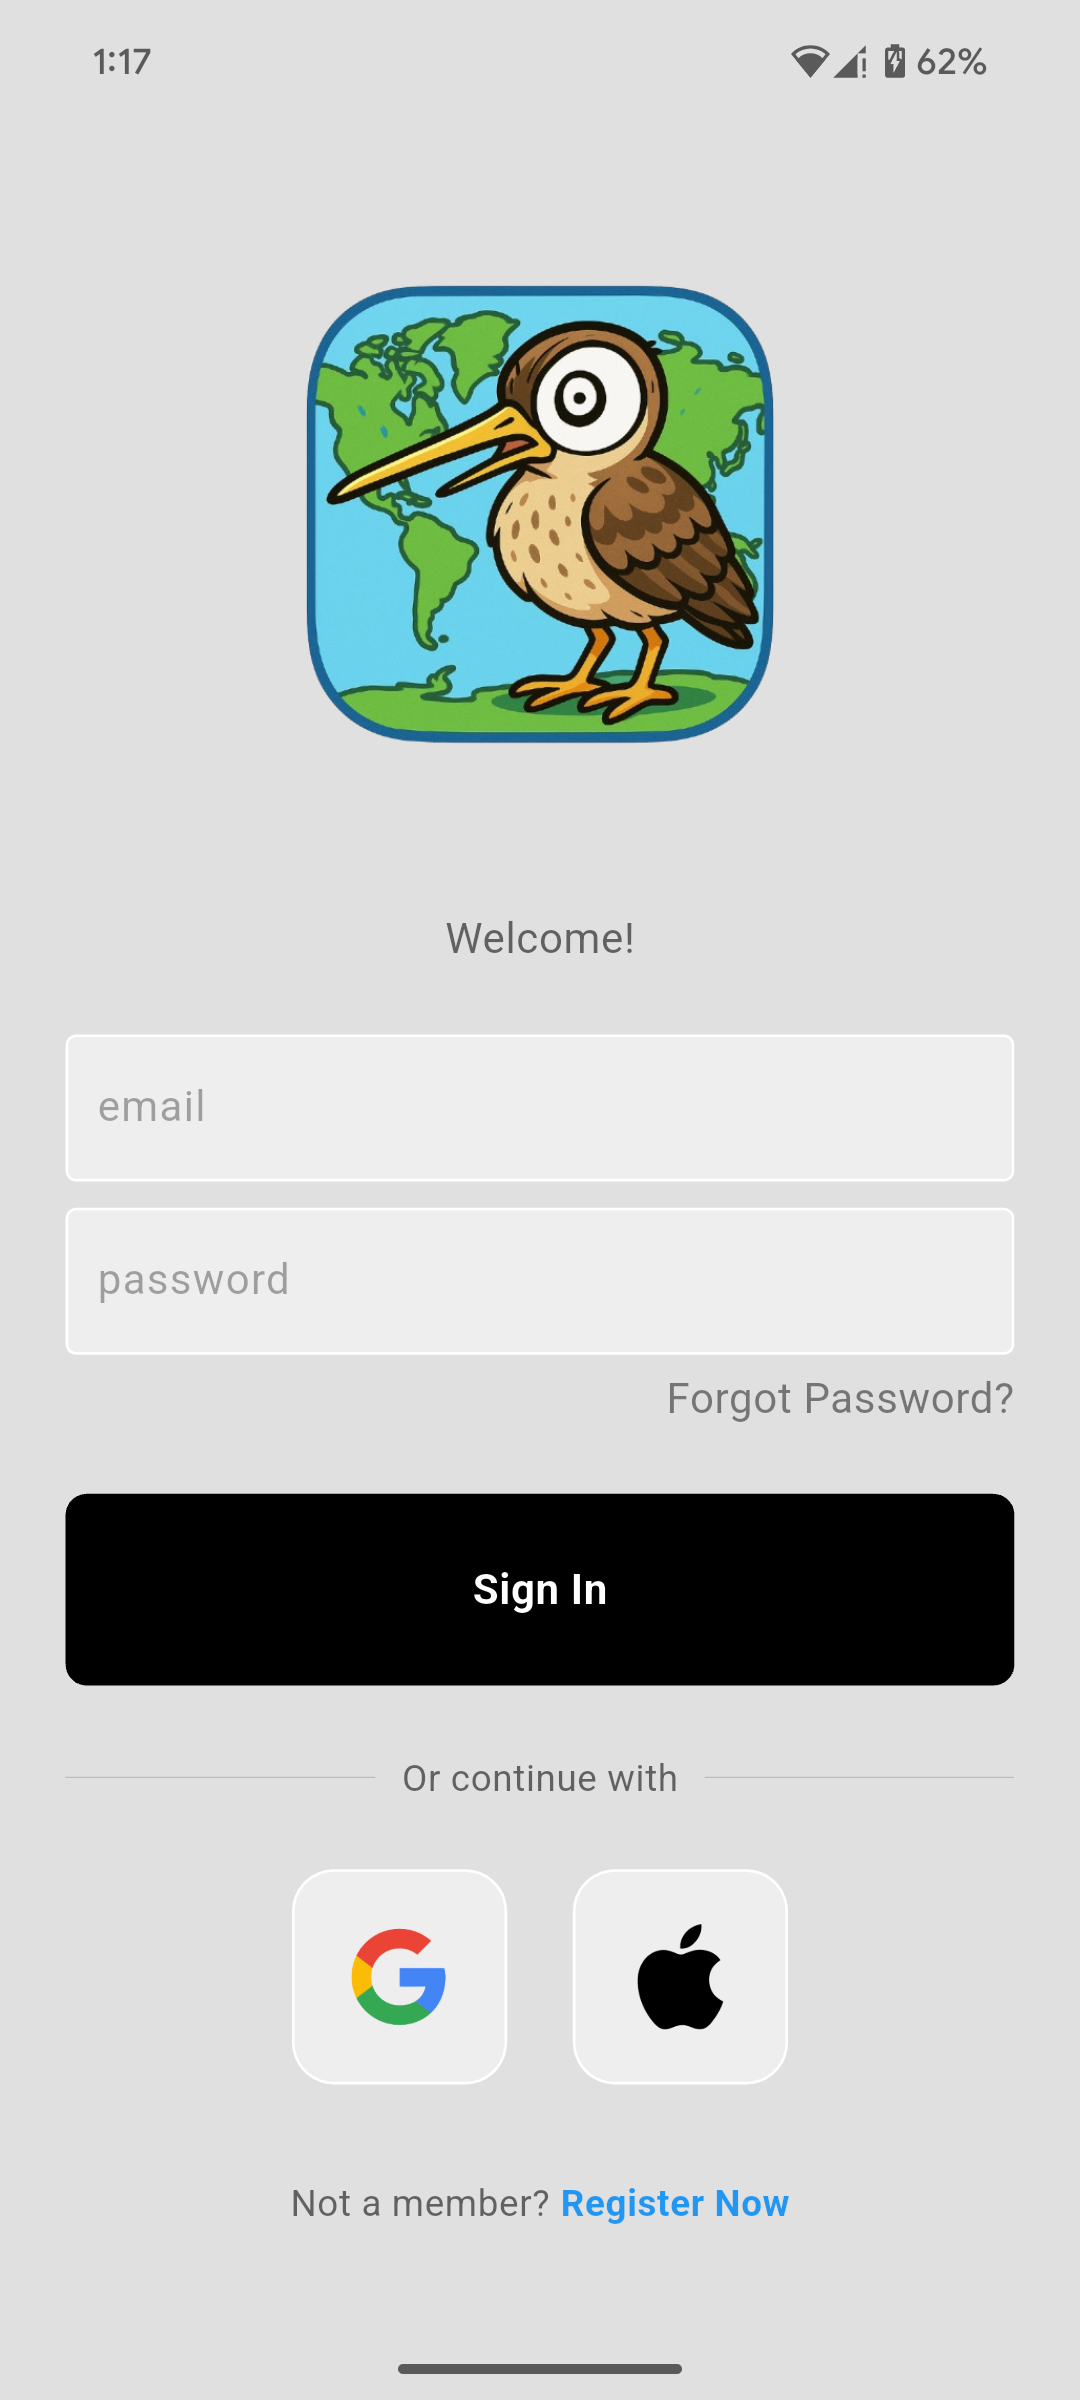 1:17 62%
Welcome!
email
password
Forgot Password?
Sign In
Or continue with
Not a member? Register Now